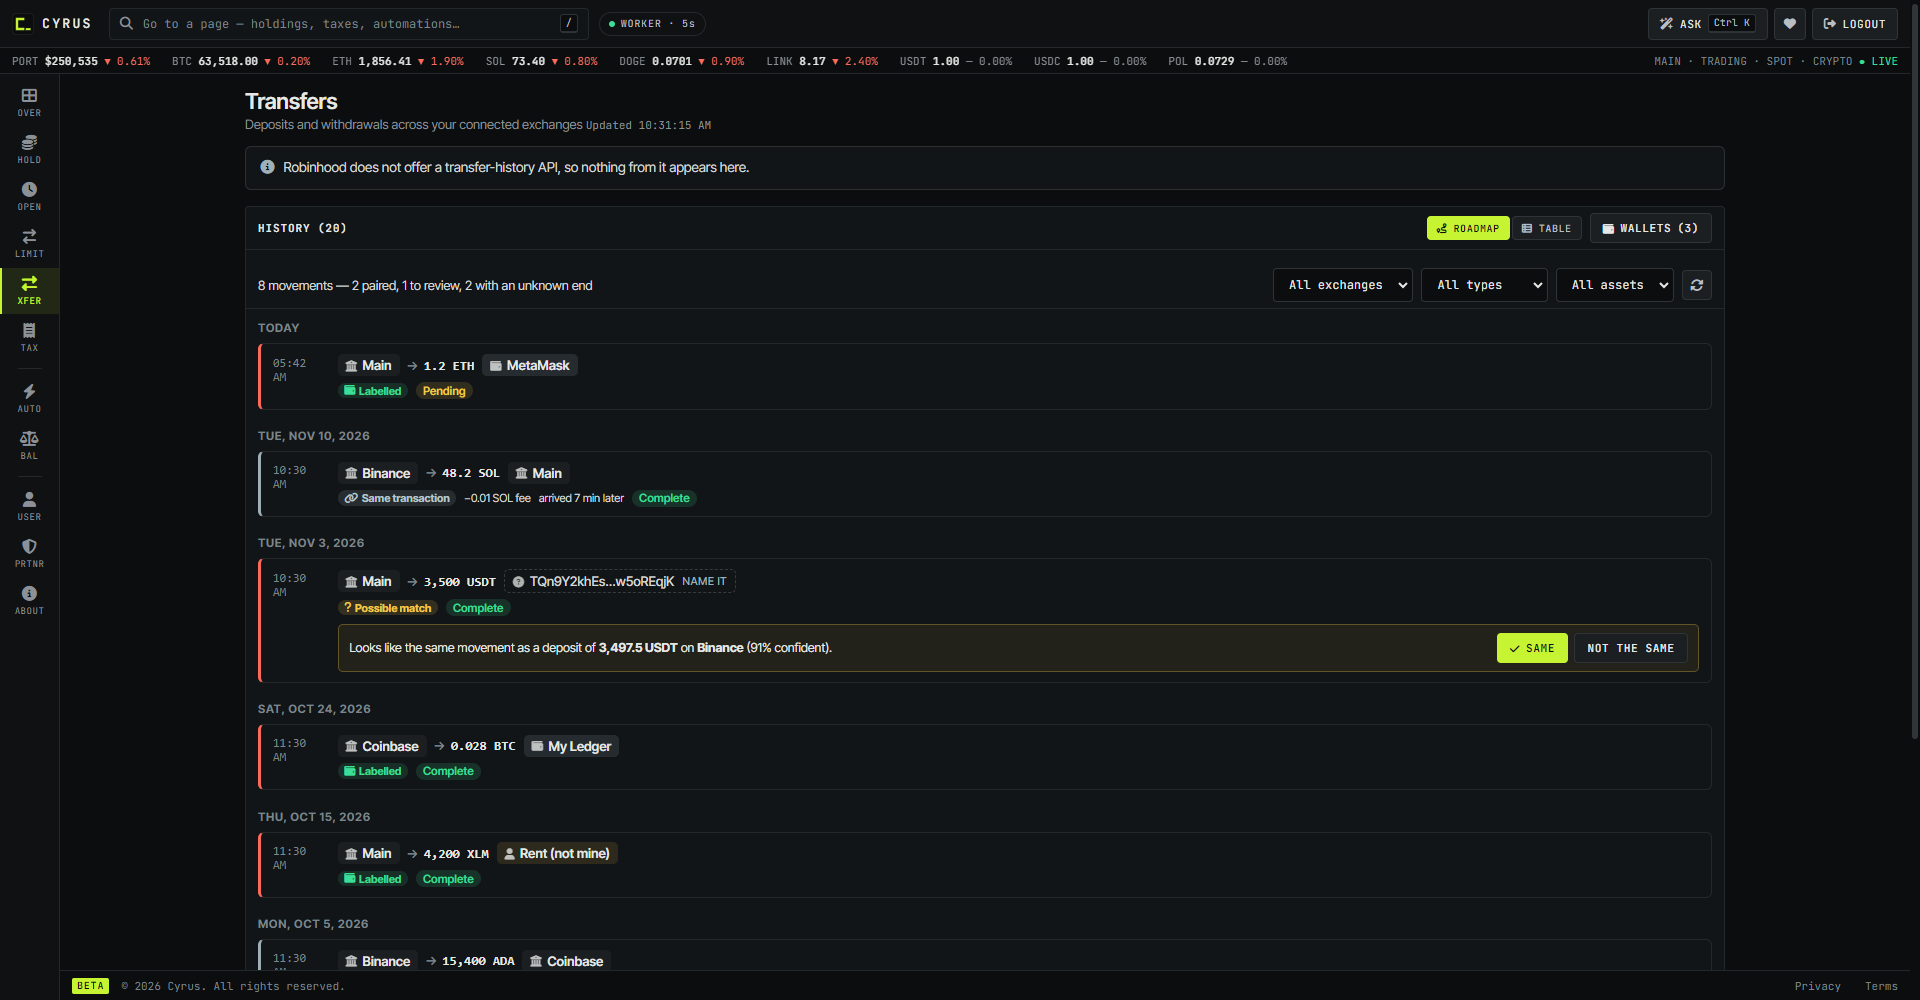 CYRUS
Go to a page — holdings, taxes, automations… /
WORKER · 5s
ASK Ctrl K
LOGOUT
PORT $250,535 ▼ 0.61% BTC 63,518.00 ▼ 0.20% ETH 1,856.41 ▼ 1.90% SOL 73.40 ▼ 0.80% DOGE 0.0701 ▼ 0.90% LINK 8.17 ▼ 2.40% USDT 1.00 — 0.00% USDC 1.00 — 0.00% POL 0.0729 — 0.00%
MAIN · TRADING · SPOT · CRYPTO ● LIVE
OVER
HOLD
OPEN
LIMIT
XFER
TAX
AUTO
BAL
USER
PRTNR
ABOUT
Transfers
Deposits and withdrawals across your connected exchanges Updated 10:31:15 AM
Robinhood does not offer a transfer-history API, so nothing from it appears here.
HISTORY (20)
ROADMAP TABLE WALLETS (3)
8 movements — 2 paired, 1 to review, 2 with an unknown end
All exchanges All types All assets
TODAY
05:42 AM
Main → 1.2 ETH MetaMask
Labelled Pending
TUE, NOV 10, 2026
10:30 AM
Binance → 48.2 SOL Main
Same transaction −0.01 SOL fee arrived 7 min later Complete
TUE, NOV 3, 2026
10:30 AM
Main → 3,500 USDT TQn9Y2khEs…w5oREqjK NAME IT
? Possible match Complete
Looks like the same movement as a deposit of 3,497.5 USDT on Binance (91% confident).
SAME NOT THE SAME
SAT, OCT 24, 2026
11:30 AM
Coinbase → 0.028 BTC My Ledger
Labelled Complete
THU, OCT 15, 2026
11:30 AM
Main → 4,200 XLM Rent (not mine)
Labelled Complete
MON, OCT 5, 2026
11:30
Binance → 15,400 ADA Coinbase
BETA © 2026 Cyrus. All rights reserved.
Privacy Terms